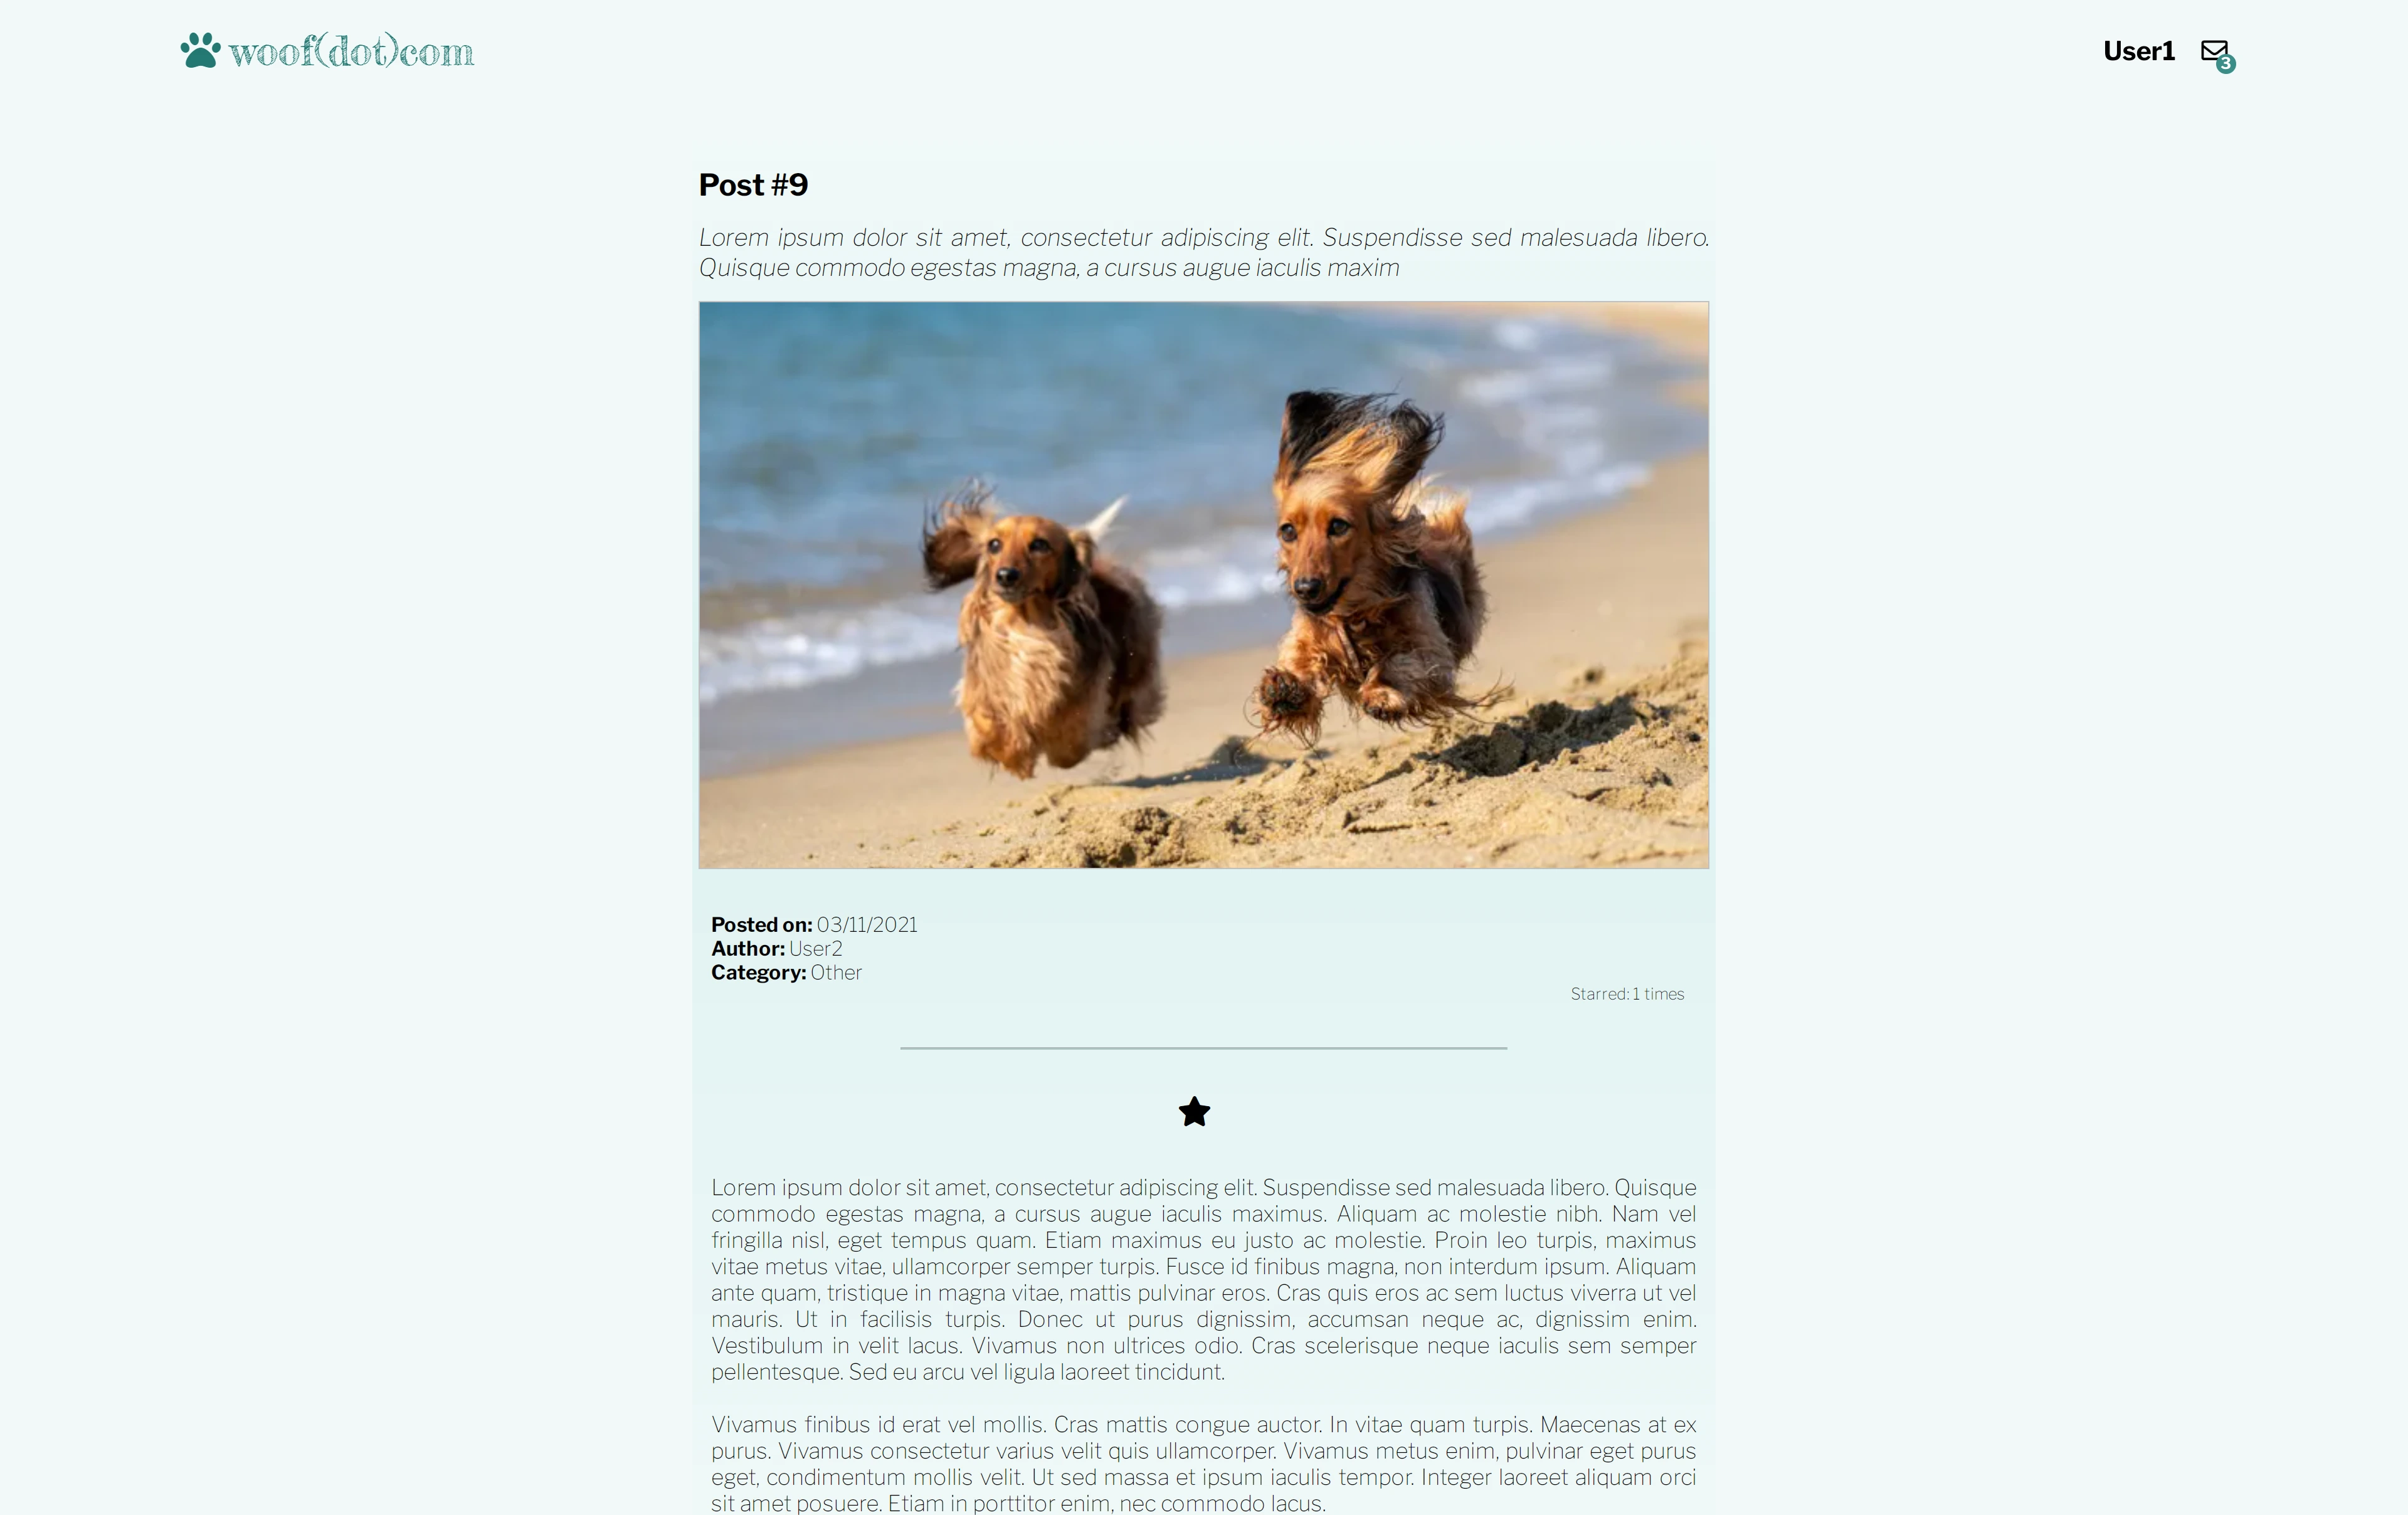 woof(dot)com
User1
3
Post #9
Lorem ipsum dolor sit amet, consectetur adipiscing elit. Suspendisse sed malesuada libero.
Quisque commodo egestas magna, a cursus augue iaculis maxim
Posted on: 03/11/2021
Author: User2
Category: Other
Starred: 1 times
Lorem ipsum dolor sit amet, consectetur adipiscing elit. Suspendisse sed malesuada libero. Quisque
commodo egestas magna, a cursus augue iaculis maximus. Aliquam ac molestie nibh. Nam vel
fringilla nisl, eget tempus quam. Etiam maximus eu justo ac molestie. Proin leo turpis, maximus
vitae metus vitae, ullamcorper semper turpis. Fusce id finibus magna, non interdum ipsum. Aliquam
ante quam, tristique in magna vitae, mattis pulvinar eros. Cras quis eros ac sem luctus viverra ut vel
mauris. Ut in facilisis turpis. Donec ut purus dignissim, accumsan neque ac, dignissim enim.
Vestibulum in velit lacus. Vivamus non ultrices odio. Cras scelerisque neque iaculis sem semper
pellentesque. Sed eu arcu vel ligula laoreet tincidunt.
Vivamus finibus id erat vel mollis. Cras mattis congue auctor. In vitae quam turpis. Maecenas at ex
purus. Vivamus consectetur varius velit quis ullamcorper. Vivamus metus enim, pulvinar eget purus
eget, condimentum mollis velit. Ut sed massa et ipsum iaculis tempor. Integer laoreet aliquam orci
sit amet posuere. Etiam in porttitor enim, nec commodo lacus.